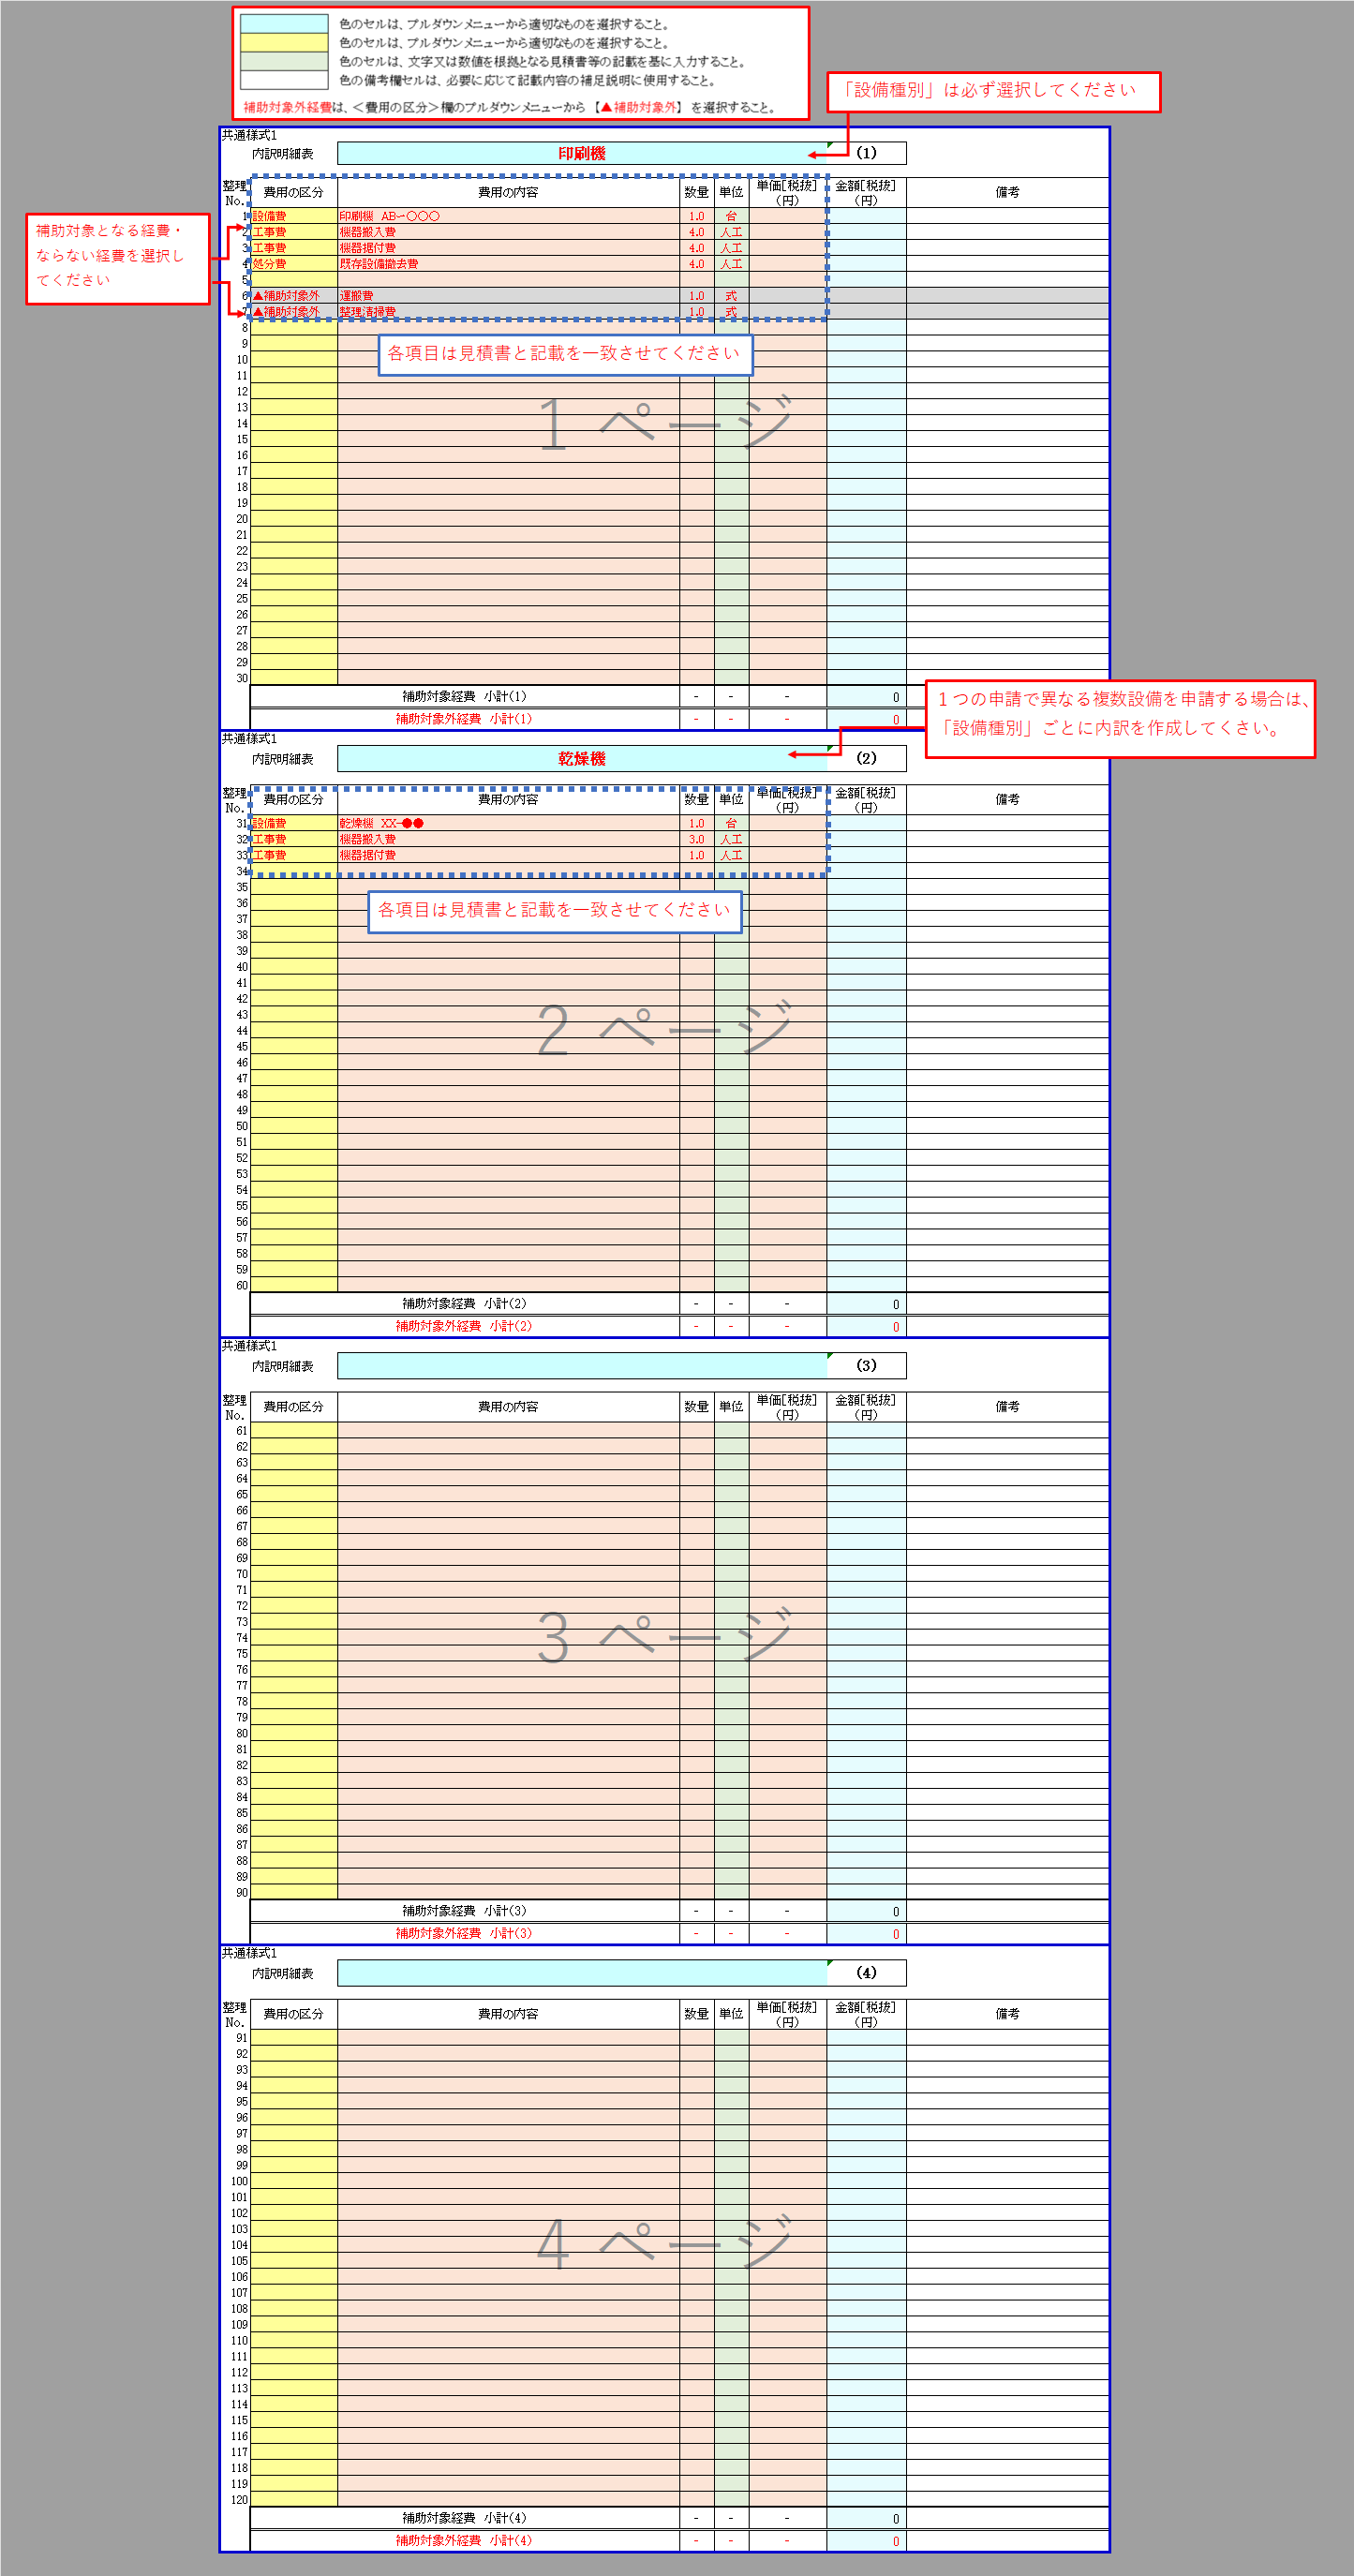 色のセルは、プルダウンメニューから適切なものを選択すること。
色のセルは、プルダウンメニューから適切なものを選択すること。
色のセルは、文字又は数値を根拠となる見積書等の記載を基に入力すること。
色の備考欄セルは、必要に応じて記載内容の補足説明に使用すること。
補助対象外経費は、＜費用の区分＞欄のプルダウンメニューから 【▲補助対象外】 を選択すること。
「設備種別」は必ず選択してください
共通様式1
内訳明細表 印刷機 (1)
整理No. 費用の区分 費用の内容 数量 単位 単価[税抜](円) 金額[税抜](円) 備考
補助対象となる経費・
ならない経費を選択し
てください
1 設備費 印刷機 AB-〇〇〇 1.0 台
2 工事費 機器搬入費 4.0 人工
3 工事費 機器据付費 4.0 人工
4 処分費 既存設備撤去費 4.0 人工
5
6 ▲補助対象外 運搬費 1.0 式
7 ▲補助対象外 整理清掃費 1.0 式
8
各項目は見積書と記載を一致させてください
9
10
11
12
13
14
1 ページ
15
16
17
18
19
20
21
22
23
24
25
26
27
28
29
30
補助対象経費 小計(1) - - - 0
補助対象外経費 小計(1) - - - 0
１つの申請で異なる複数設備を申請する場合は、
「設備種別」ごとに内訳を作成してくさい。
共通様式1
内訳明細表 乾燥機 (2)
整理No. 費用の区分 費用の内容 数量 単位 単価[税抜](円) 金額[税抜](円) 備考
31 設備費 乾燥機 XX-●● 1.0 台
32 工事費 機器搬入費 3.0 人工
33 工事費 機器据付費 1.0 人工
34
35
各項目は見積書と記載を一致させてください
36
37
38
39
40
41
42
43
44
2 ページ
45
46
47
48
49
50
51
52
53
54
55
56
57
58
59
60
補助対象経費 小計(2) - - - 0
補助対象外経費 小計(2) - - - 0
共通様式1
内訳明細表 (3)
整理No. 費用の区分 費用の内容 数量 単位 単価[税抜](円) 金額[税抜](円) 備考
61
62
63
64
65
66
67
68
69
70
71
72
73
74
3 ページ
75
76
77
78
79
80
81
82
83
84
85
86
87
88
89
90
補助対象経費 小計(3) - - - 0
補助対象外経費 小計(3) - - - 0
共通様式1
内訳明細表 (4)
整理No. 費用の区分 費用の内容 数量 単位 単価[税抜](円) 金額[税抜](円) 備考
91
92
93
94
95
96
97
98
99
100
101
102
103
104
4 ページ
105
106
107
108
109
110
111
112
113
114
115
116
117
118
119
120
補助対象経費 小計(4) - - - 0
補助対象外経費 小計(4) - - - 0